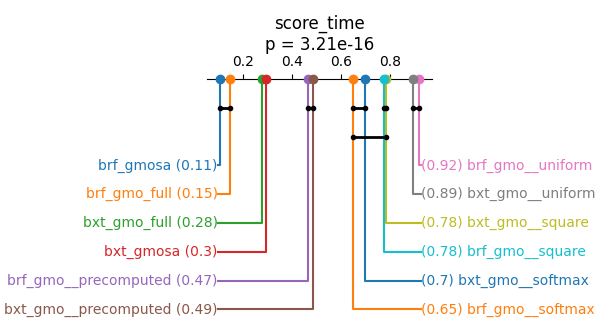 score_time
p = 3.21e-16
0.2 0.4 0.6 0.8
brf_gmosa (0.11)
(0.92) brf_gmo__uniform
brf_gmo_full (0.15)
(0.89) bxt_gmo__uniform
bxt_gmo_full (0.28)
(0.78) bxt_gmo__square
bxt_gmosa (0.3)
(0.78) brf_gmo__square
brf_gmo__precomputed (0.47)
(0.7) bxt_gmo__softmax
bxt_gmo__precomputed (0.49)
(0.65) brf_gmo__softmax